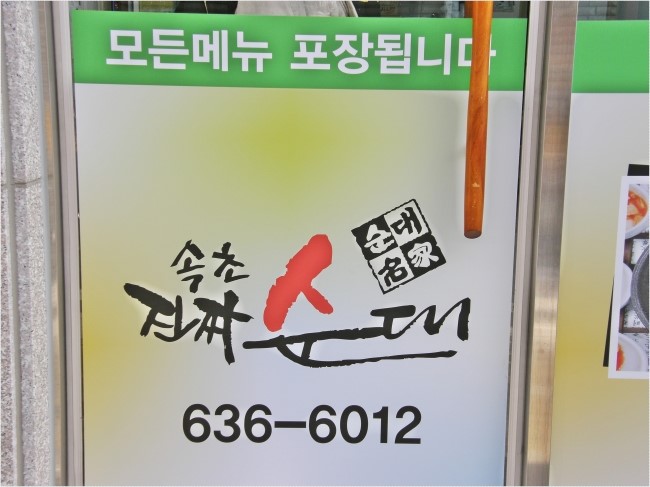 모든메뉴 포장됩니다
속초
진짜 순대
순대
名家
636-6012